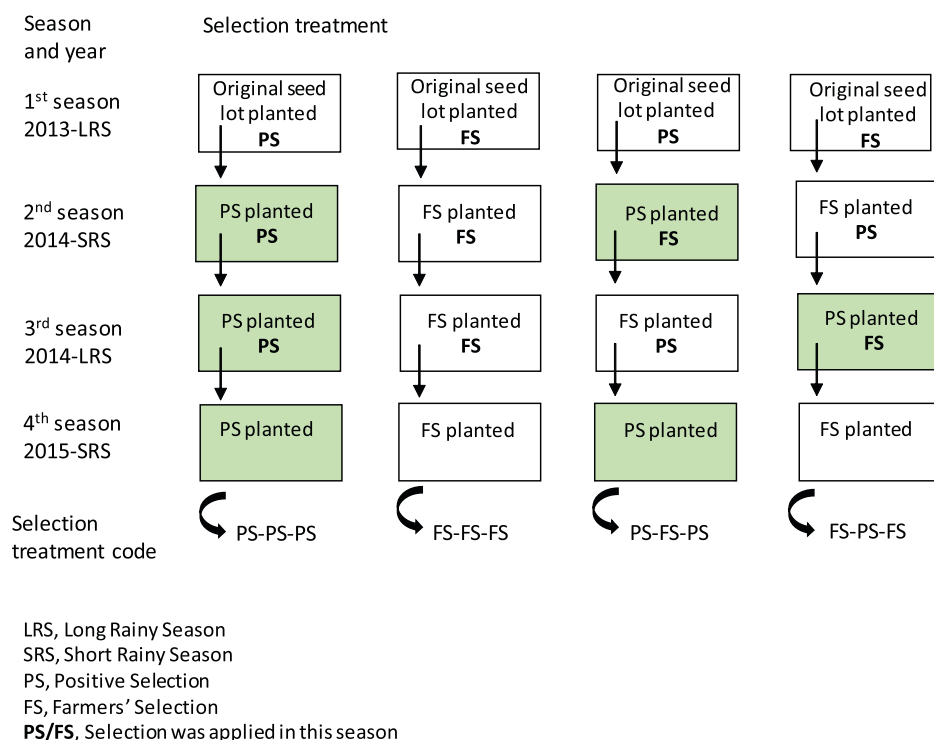 Season
and year
Selection treatment
1st season
2013-LRS
Original seed
lot planted
PS
Original seed
lot planted
FS
Original seed
lot planted
PS
Original seed
lot planted
FS
2nd season
2014-SRS
PS planted
PS
FS planted
FS
PS planted
FS
FS planted
PS
3rd season
2014-LRS
PS planted
PS
FS planted
FS
FS planted
PS
PS planted
FS
4th season
2015-SRS
PS planted
FS planted
PS planted
FS planted
Selection
treatment code
PS-PS-PS
FS-FS-FS
PS-FS-PS
FS-PS-FS
LRS, Long Rainy Season
SRS, Short Rainy Season
PS, Positive Selection
FS, Farmers’ Selection
PS/FS, Selection was applied in this season